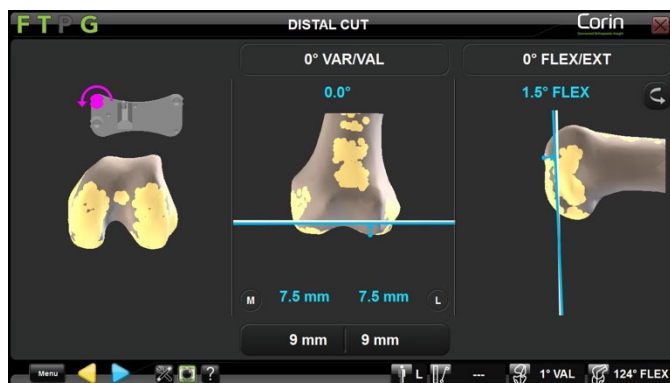 F T P G
DISTAL CUT
Corin
0° VAR/VAL
0° FLEX/EXT
0.0°
1.5° FLEX
M
7.5 mm
7.5 mm
L
9 mm
9 mm
Menu
?
L
---
1° VAL
124° FLEX